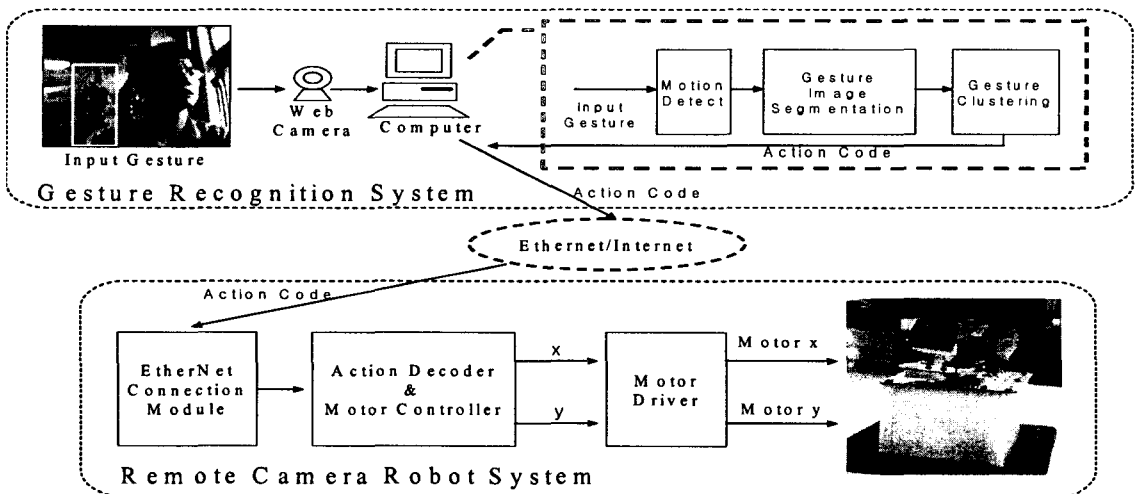 Input Gesture
Web
Camera
Computer
Input
Gesture
Motion
Detect
Gesture
Image
Segmentation
Gesture
Clustering
Action Code
Gesture Recognition System
Action Code
Ethernet/Internet
Action Code
EtherNet
Connection
Module
Action Decoder
&
Motor Controller
x
y
Motor
Driver
Motor x
Motor y
Remote Camera Robot System